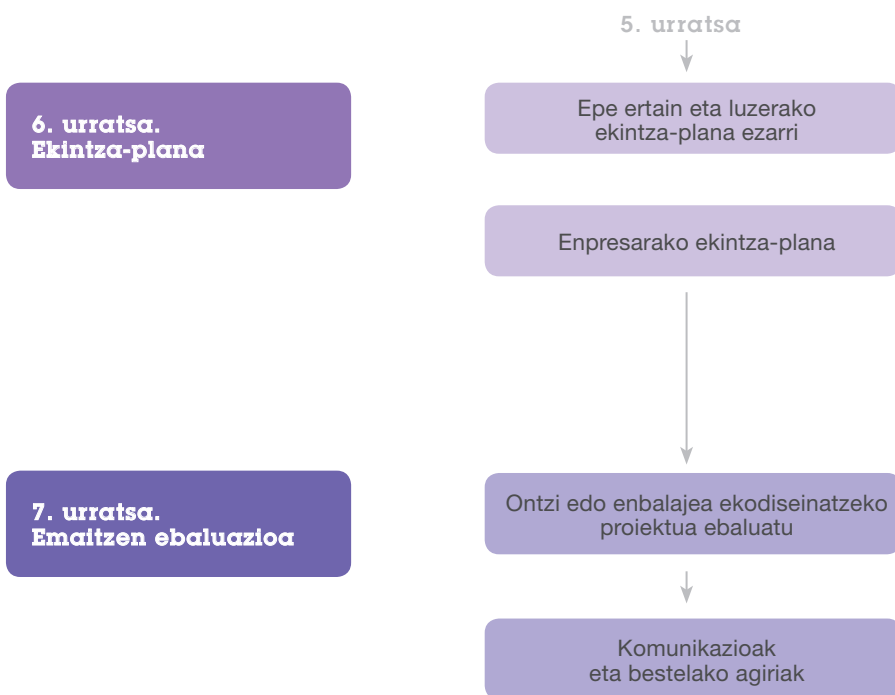 5. urratsa
6. urratsa.
Ekintza-plana
Epe ertain eta luzerako
ekintza-plana ezarri
Enpresarako ekintza-plana
7. urratsa.
Emaitzen ebaluazioa
Ontzi edo enbalajea ekodiseinatzeko
proiektua ebaluatu
Komunikazioak
eta bestelako agiriak